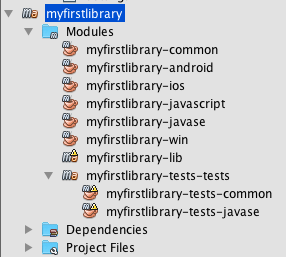 myfirstlibrary
Modules
myfirstlibrary-common
myfirstlibrary-android
myfirstlibrary-ios
myfirstlibrary-javascript
myfirstlibrary-javase
myfirstlibrary-win
myfirstlibrary-lib
myfirstlibrary-tests-tests
myfirstlibrary-tests-common
myfirstlibrary-tests-javase
Dependencies
Project Files